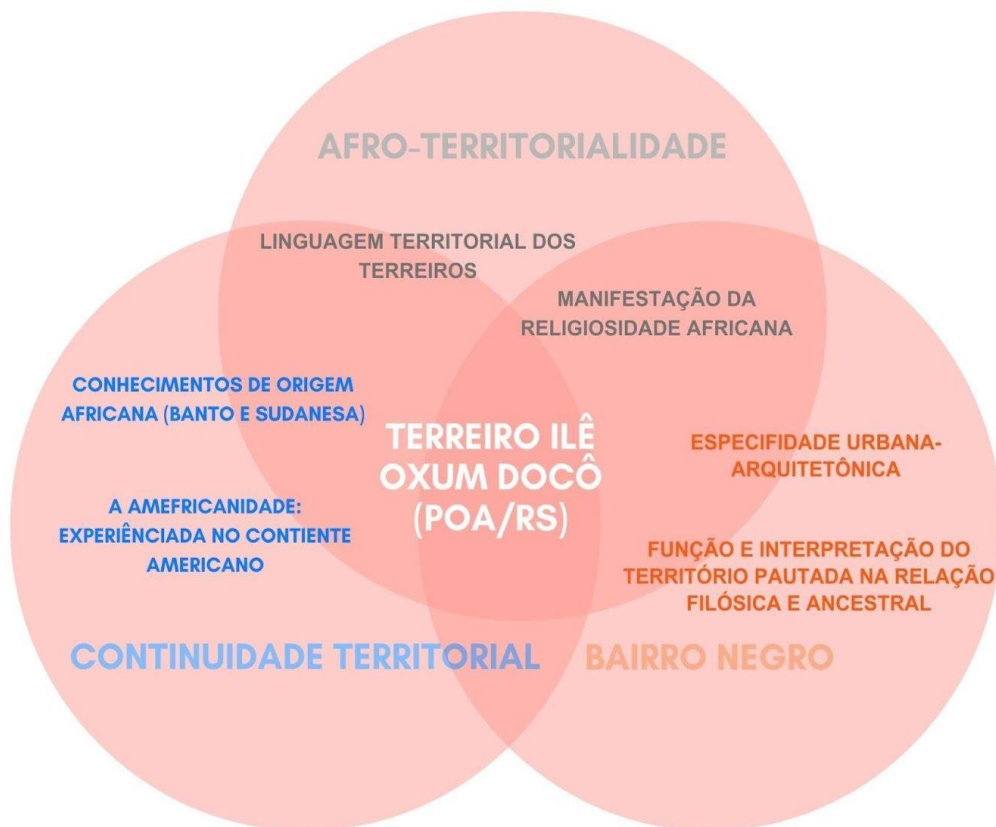 AFRO-TERRITORIALIDADE
LINGUAGEM TERRITORIAL DOS
TERREIROS
MANIFESTAÇÃO DA
RELIGIOSIDADE AFRICANA
CONHECIMENTOS DE ORIGEM
AFRICANA (BANTO E SUDANESA)
A AMEFRICANIDADE:
EXPERIÊNCIADA NO CONTIENTE
AMERICANO
TERREIRO ILÊ
OXUM DOCÔ
(POA/RS)
ESPECIFIDADE URBANA-
ARQUITETÔNICA
FUNÇÃO E INTERPRETAÇÃO DO
TERRITÓRIO PAUTADA NA RELAÇÃO
FILÓSICA E ANCESTRAL
CONTINUIDADE TERRITORIAL
BAIRRO NEGRO